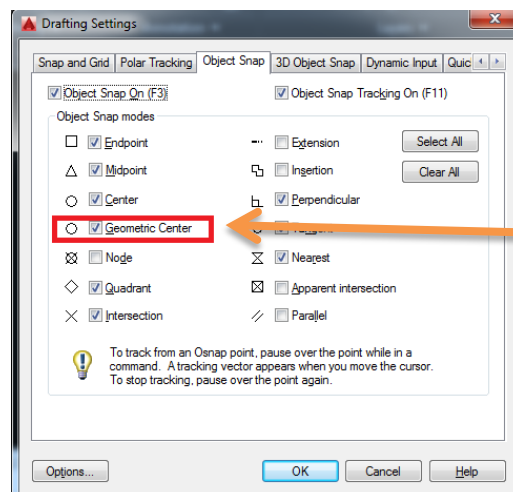 Drafting Settings
Snap and Grid Polar Tracking Object Snap 3D Object Snap Dynamic Input Quic
Object Snap On (F3) Object Snap Tracking On (F11)
Object Snap modes
Endpoint Extension Select All
Midpoint Insertion Clear All
Center Perpendicular
Geometric Center
Node Nearest
Quadrant Apparent intersection
Intersection Parallel
To track from an Osnap point, pause over the point while in a
command. A tracking vector appears when you move the cursor.
To stop tracking, pause over the point again.
Options... OK Cancel Help